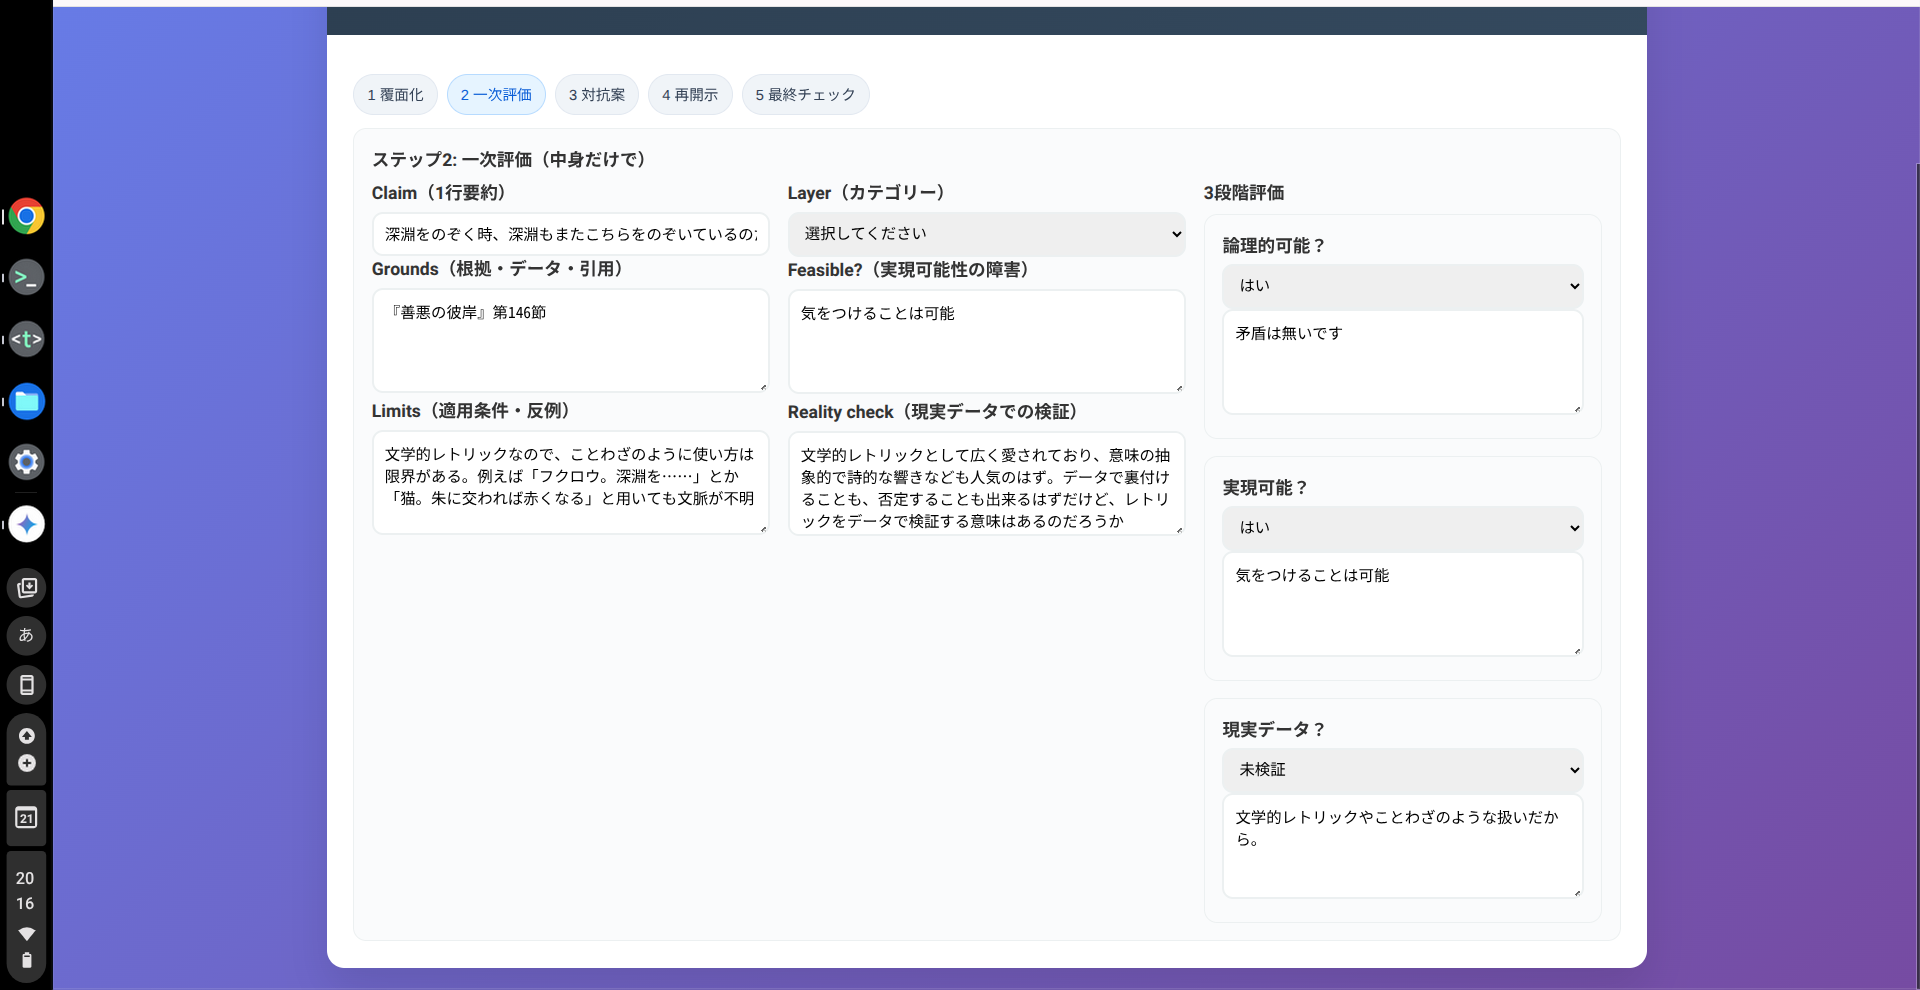 1 覆面化
2 一次評価
3 対抗案
4 再開示
5 最終チェック
ステップ2: 一次評価（中身だけで）
Claim（1行要約）
深淵をのぞく時、深淵もまたこちらをのぞいているの
Grounds（根拠・データ・引用）
『善悪の彼岸』第146節
Limits（適用条件・反例）
文学的レトリックなので、ことわざのように使い方は
限界がある。例えば「フクロウ。深淵を……」とか
「猫。朱に交われば赤くなる」と用いても文脈が不明
Layer（カテゴリー）
選択してください
Feasible?（実現可能性の障害）
気をつけることは可能
Reality check（現実データでの検証）
文学的レトリックとして広く愛されており、意味の抽
象的で詩的な響きなども人気のはず。データで裏付け
ることも、否定することも出来るはずだけど、レトリ
ックをデータで検証する意味はあるのだろうか
3段階評価
論理的可能？
はい
矛盾は無いです
実現可能？
はい
気をつけることは可能
現実データ？
未検証
文学的レトリックやことわざのような扱いだか
ら。
>_
<t>
あ
21
20
16